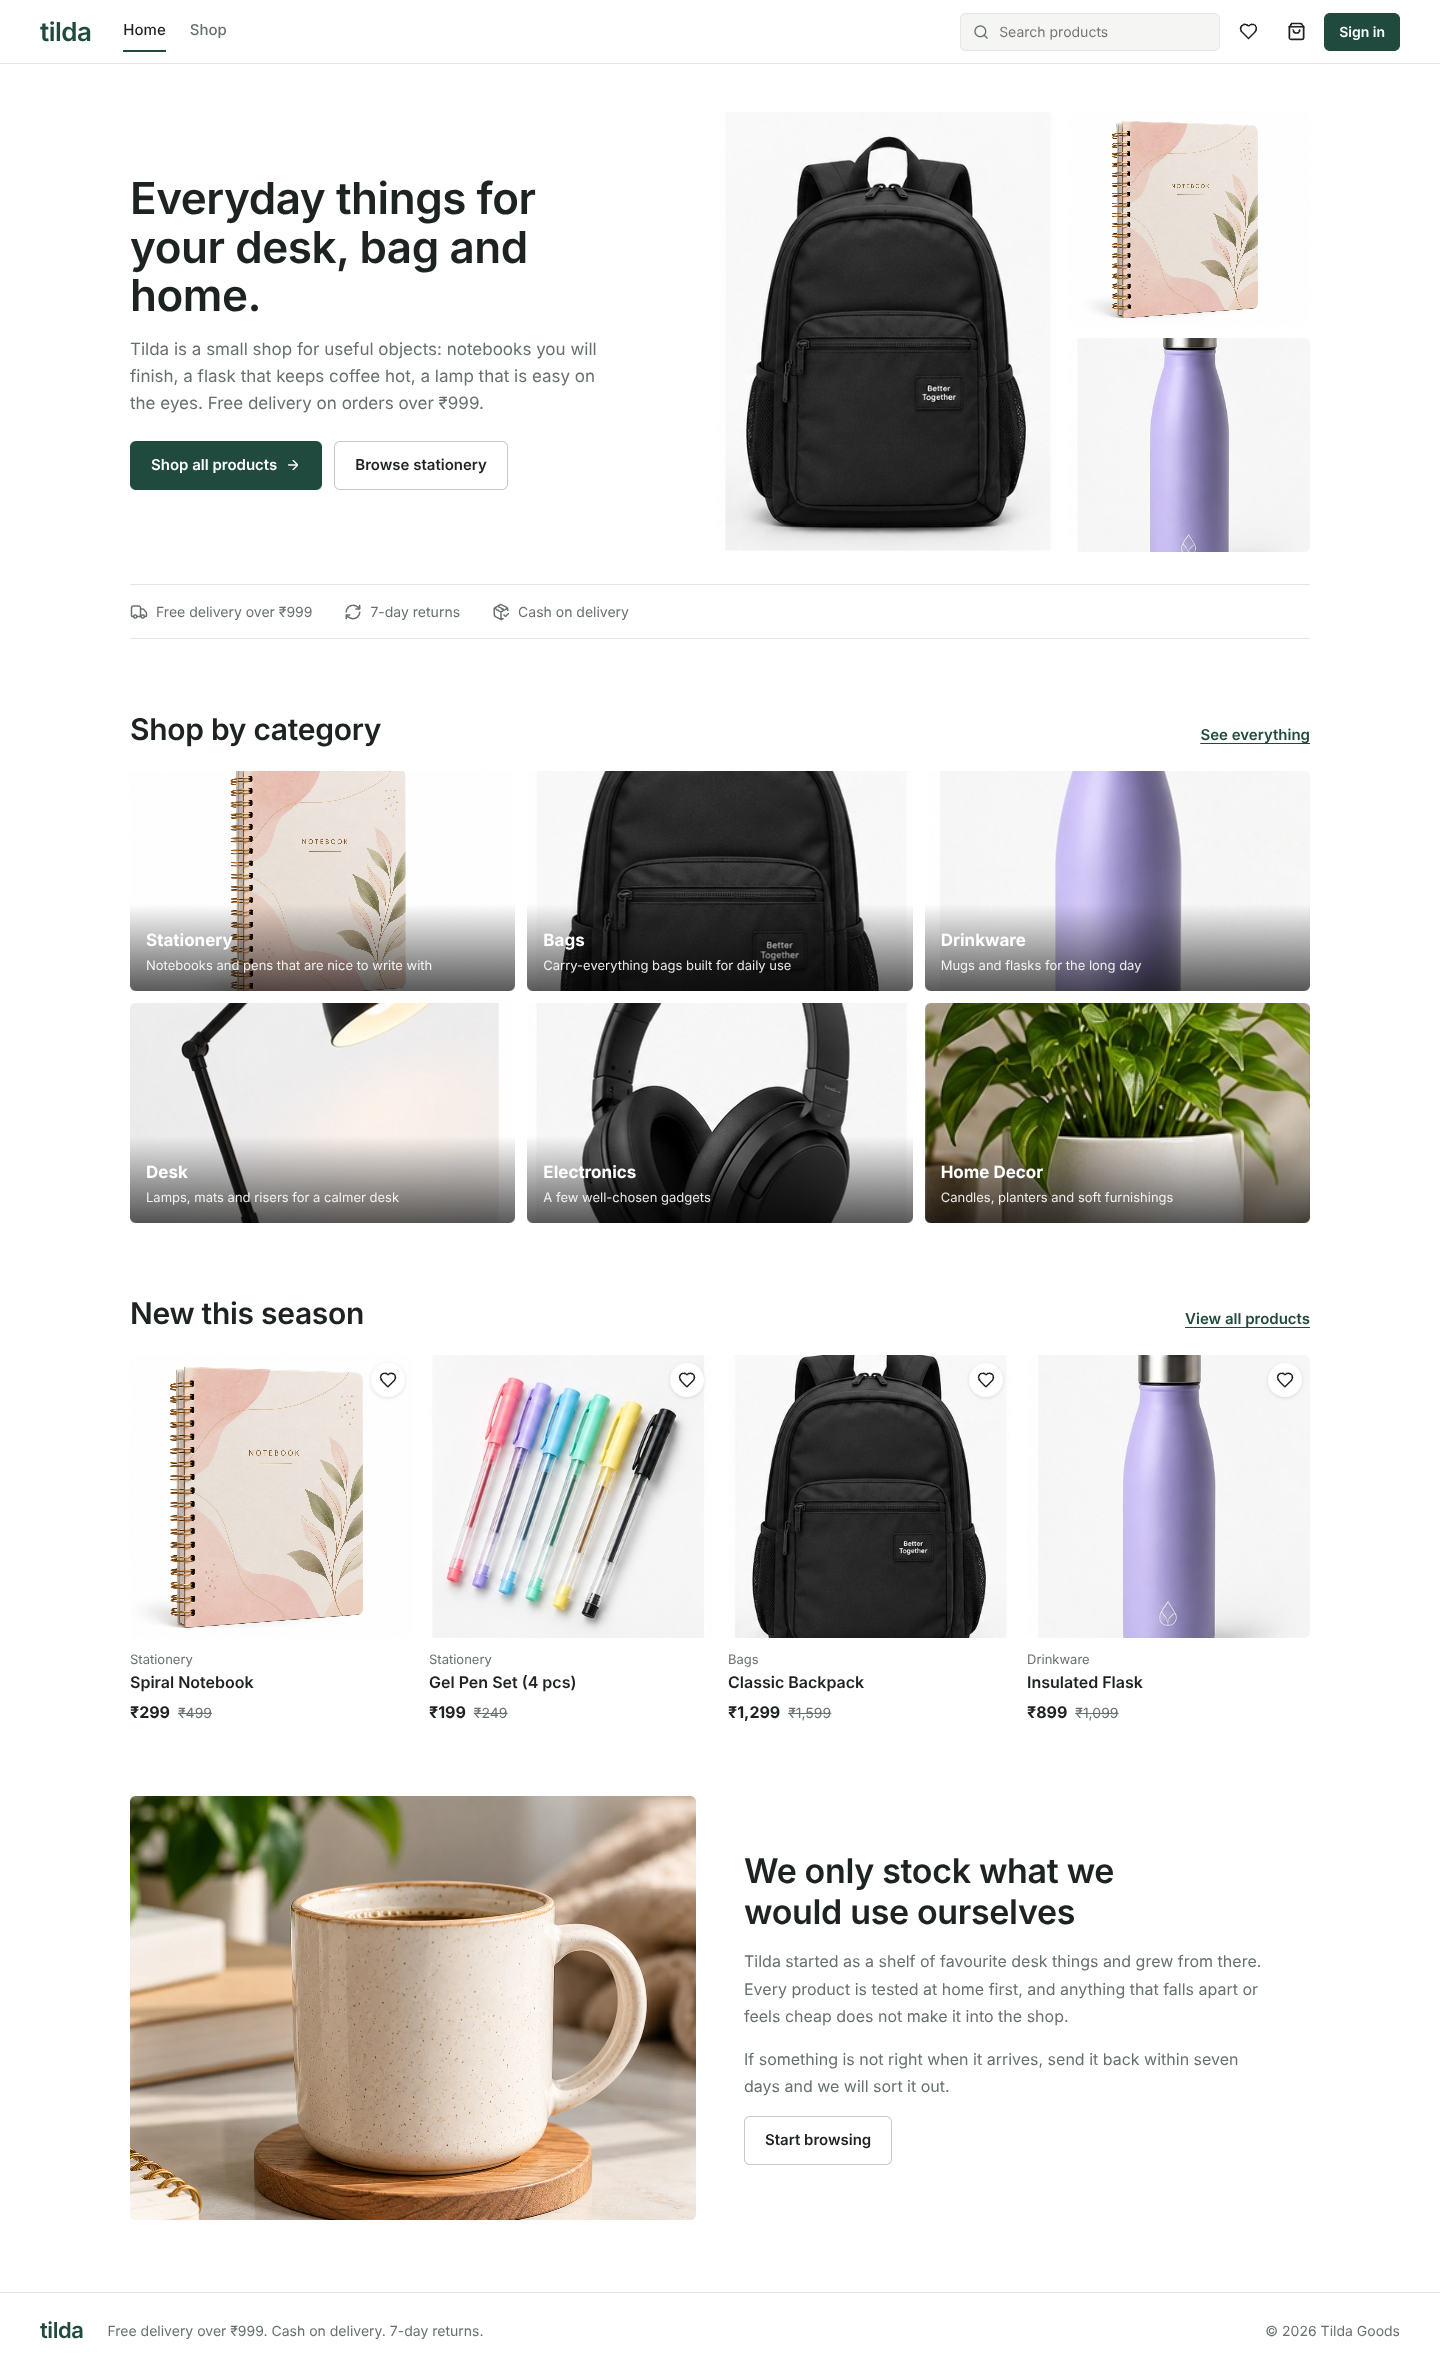 tilda
Home
Shop
Search products
Sign in
Everyday things for
your desk, bag and
home.
Tilda is a small shop for useful objects: notebooks you will
finish, a flask that keeps coffee hot, a lamp that is easy on
the eyes. Free delivery on orders over ₹999.
Shop all products
Browse stationery
Better
Together
NOTEBOOK
Free delivery over ₹999
7-day returns
Cash on delivery
Shop by category
See everything
NOTEBOOK
Stationery
Notebooks and pens that are nice to write with
Better
Together
Bags
Carry-everything bags built for daily use
Drinkware
Mugs and flasks for the long day
Desk
Lamps, mats and risers for a calmer desk
Electronics
A few well-chosen gadgets
Home Decor
Candles, planters and soft furnishings
New this season
View all products
NOTEBOOK
Stationery
Spiral Notebook
₹299 ₹499
Stationery
Gel Pen Set (4 pcs)
₹199 ₹249
Better
Together
Bags
Classic Backpack
₹1,299 ₹1,599
Drinkware
Insulated Flask
₹899 ₹1,099
We only stock what we
would use ourselves
Tilda started as a shelf of favourite desk things and grew from there.
Every product is tested at home first, and anything that falls apart or
feels cheap does not make it into the shop.
If something is not right when it arrives, send it back within seven
days and we will sort it out.
Start browsing
tilda
Free delivery over ₹999. Cash on delivery. 7-day returns.
© 2026 Tilda Goods